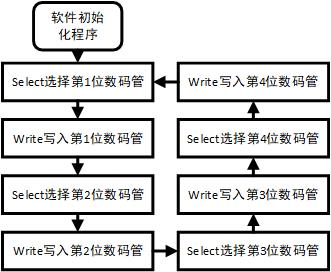 软件初始
化程序
Select选择第1位数码管
Write写入第1位数码管
Select选择第2位数码管
Write写入第2位数码管
Select选择第3位数码管
Write写入第3位数码管
Select选择第4位数码管
Write写入第4位数码管